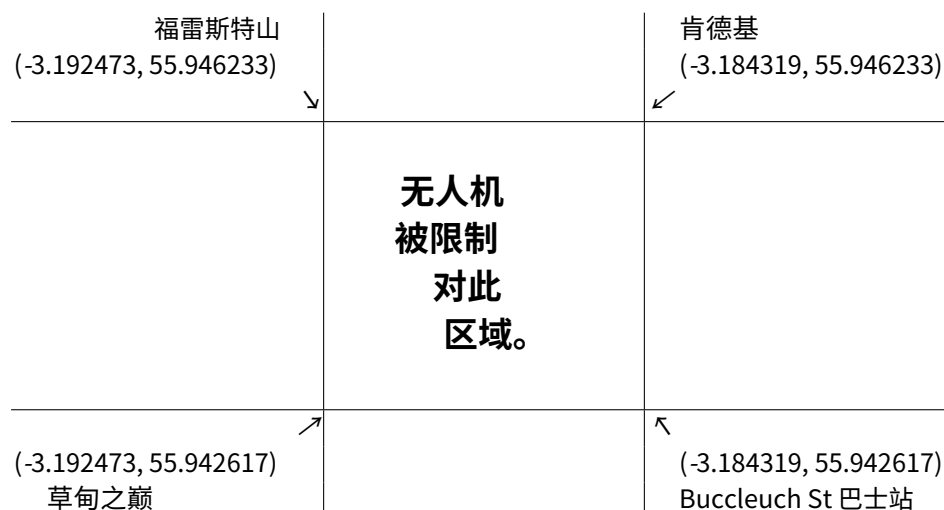 福雷斯特山
(-3.192473, 55.946233)
肯德基
(-3.184319, 55.946233)
无人机
被限制
对此
区域。
(-3.192473, 55.942617)
草甸之巅
(-3.184319, 55.942617)
Buccleuch St 巴士站